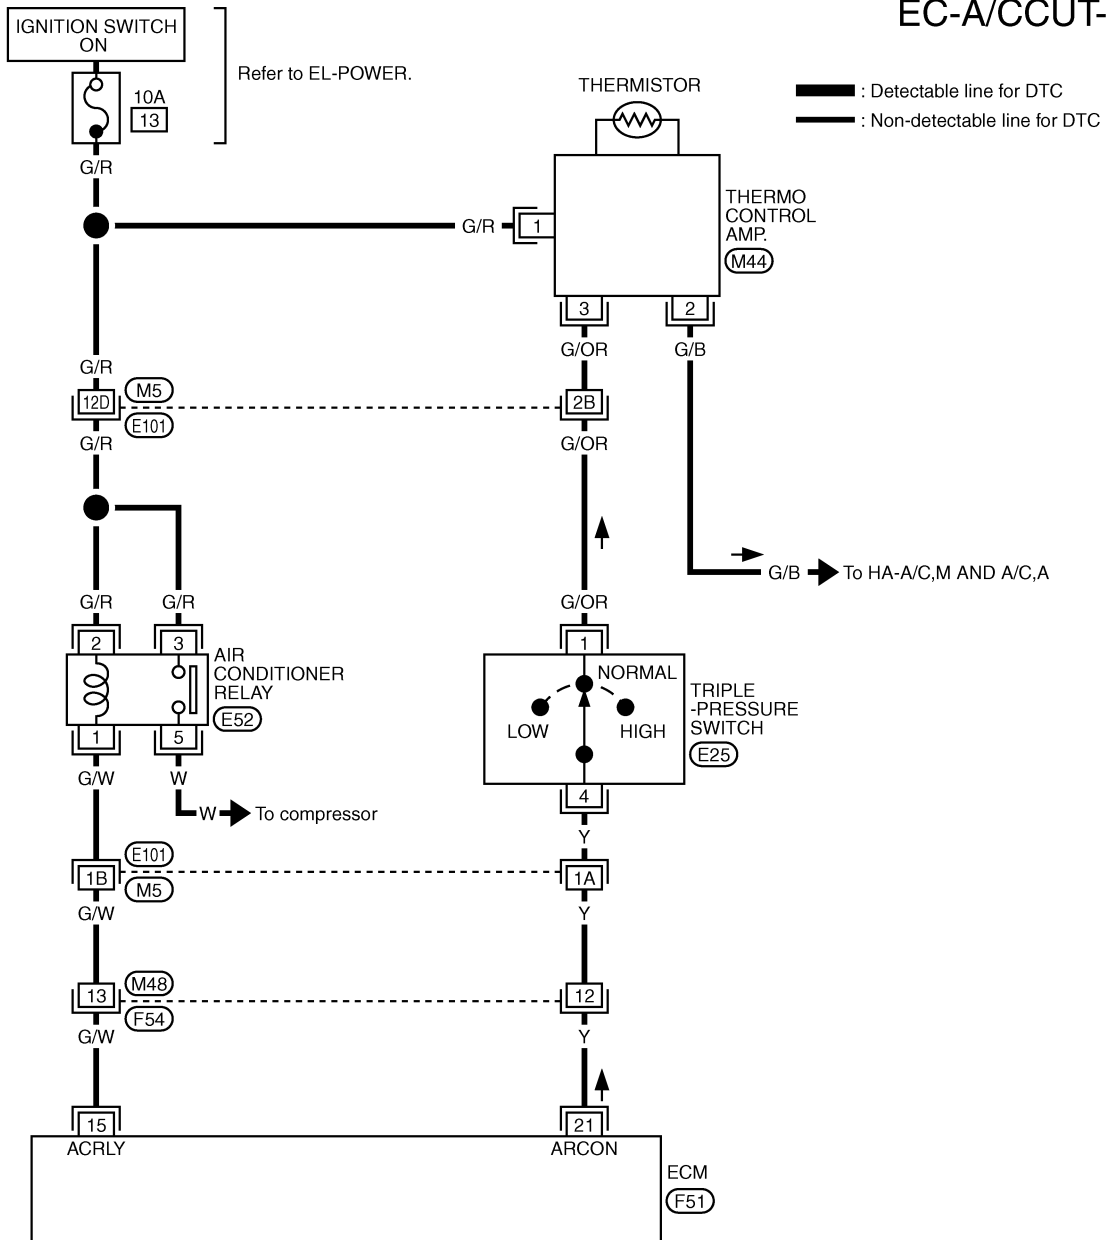 EC-A/CCUT-
IGNITION SWITCH
ON
Refer to EL-POWER.
10A
13
G/R
: Detectable line for DTC
: Non-detectable line for DTC
THERMISTOR
G/R
1
THERMO
CONTROL
AMP.
M44
3
2
G/OR
G/B
G/R
12D
M5
E101
2B
G/R
G/OR
G/B
To HA-A/C,M AND A/C,A
G/R
G/R
G/OR
2
3
1
AIR
CONDITIONER
RELAY
E52
NORMAL
LOW
HIGH
TRIPLE
-PRESSURE
SWITCH
E25
1
5
4
G/W
W
W
To compressor
Y
1B
E101
M5
1A
G/W
Y
13
M48
F54
12
G/W
Y
15
21
ACRLY
ARCON
ECM
F51